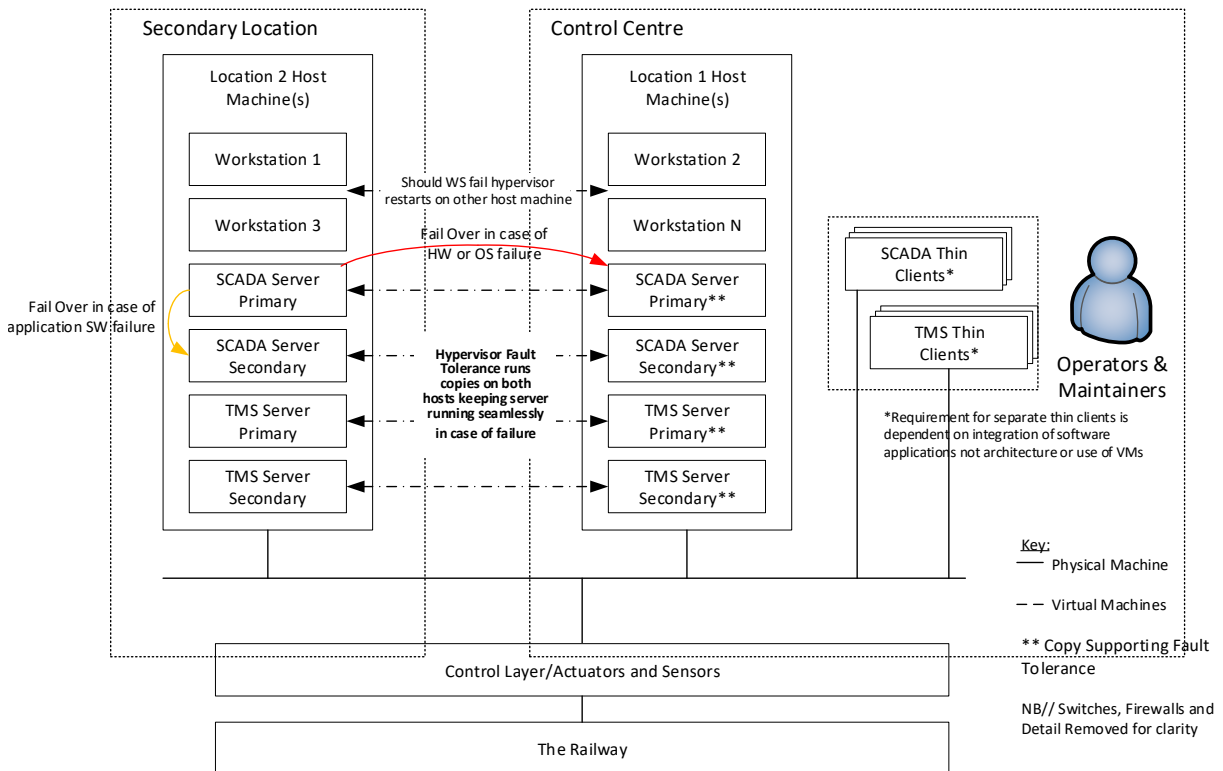 Secondary Location
Control Centre
Location 2 Host
Machine(s)
Workstation 1
Workstation 3
SCADA Server
Primary
SCADA Server
Secondary
TMS Server
Primary
TMS Server
Secondary
Fail Over in case of
application SW failure
Should WS fail hypervisor
restarts on other host machine
Fail Over in case of
HW or OS failure
Hypervisor Fault
Tolerance runs
copies on both
hosts keeping server
running seamlessly
in case of failure
Location 1 Host
Machine(s)
Workstation 2
Workstation N
SCADA Server
Primary**
SCADA Server
Secondary**
TMS Server
Primary**
TMS Server
Secondary**
SCADA Thin
Clients*
TMS Thin
Clients*
Operators &
Maintainers
*Requirement for separate thin clients is
dependent on integration of software
applications not architecture or use of VMs
Key:
Physical Machine
Virtual Machines
** Copy Supporting Fault
Tolerance
NB// Switches, Firewalls and
Detail Removed for clarity
Control Layer/Actuators and Sensors
The Railway